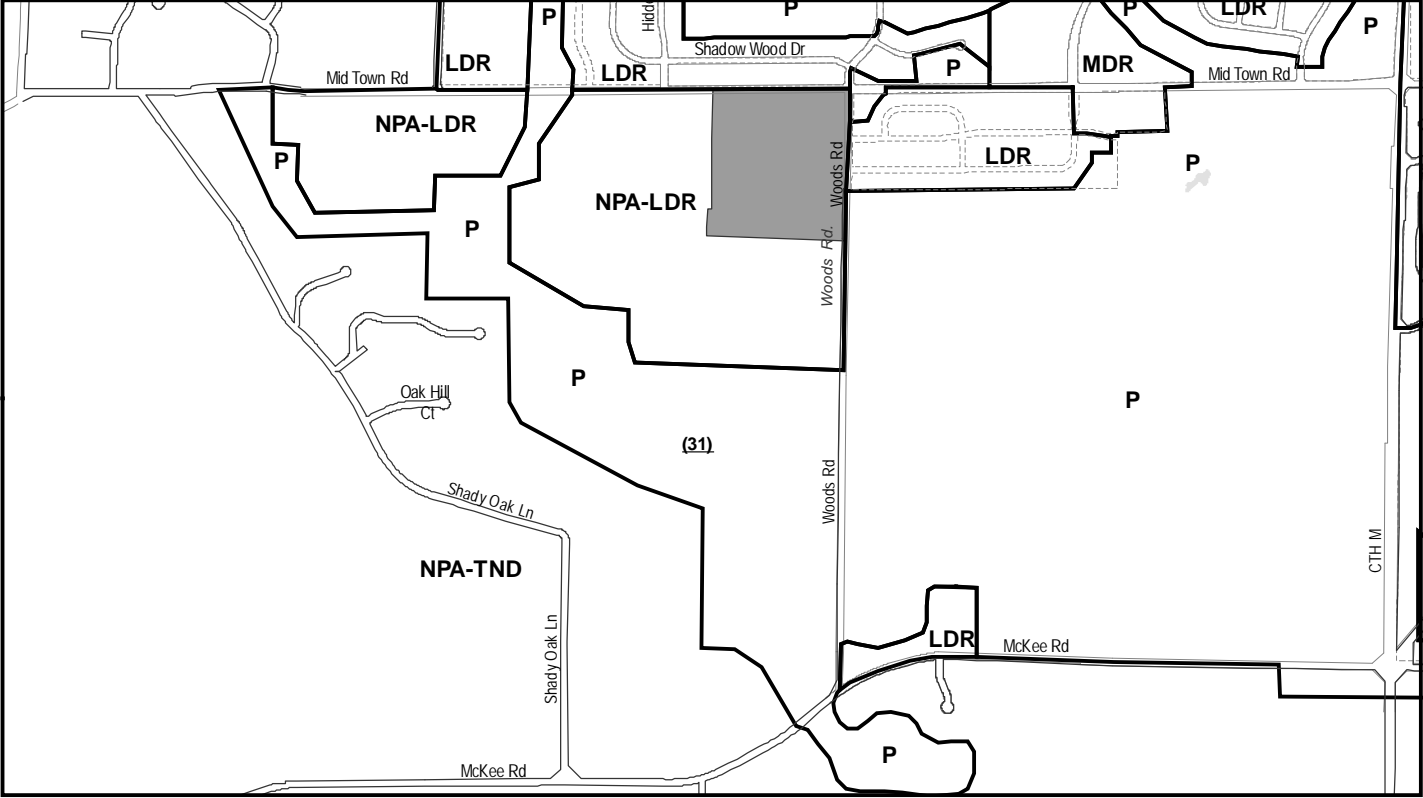 P
Hidde
P
P
LDR
P
Shadow Wood Dr
LDR
LDR
P
MDR
Mid Town Rd
Mid Town Rd
NPA-LDR
P
LDR
P
Woods Rd
NPA-LDR
P
Woods Rd.
P
P
Oak Hill
Ct
(31)
Woods Rd
Shady Oak Ln
CTH M
NPA-TND
Shady Oak Ln
LDR
McKee Rd
P
McKee Rd